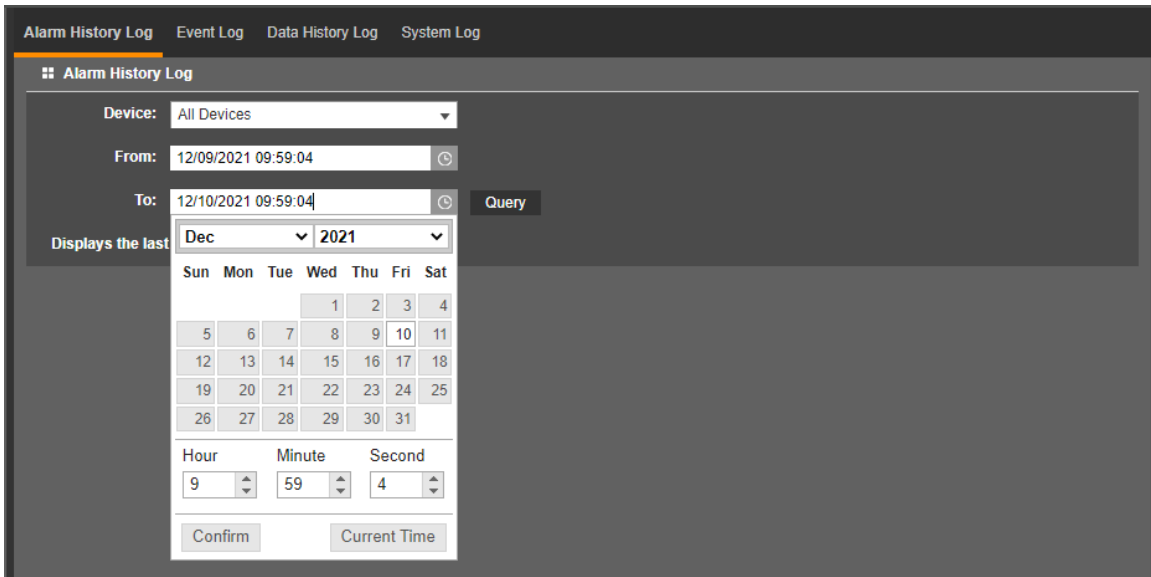 Alarm History Log Event Log Data History Log System Log
Alarm History Log
Device: All Devices
From: 12/09/2021 09:59:04
To: 12/10/2021 09:59:04 Query
Displays the last
Dec 2021
Sun Mon Tue Wed Thu Fri Sat
1 2 3 4
5 6 7 8 9 10 11
12 13 14 15 16 17 18
19 20 21 22 23 24 25
26 27 28 29 30 31
Hour Minute Second
9 59 4
Confirm Current Time